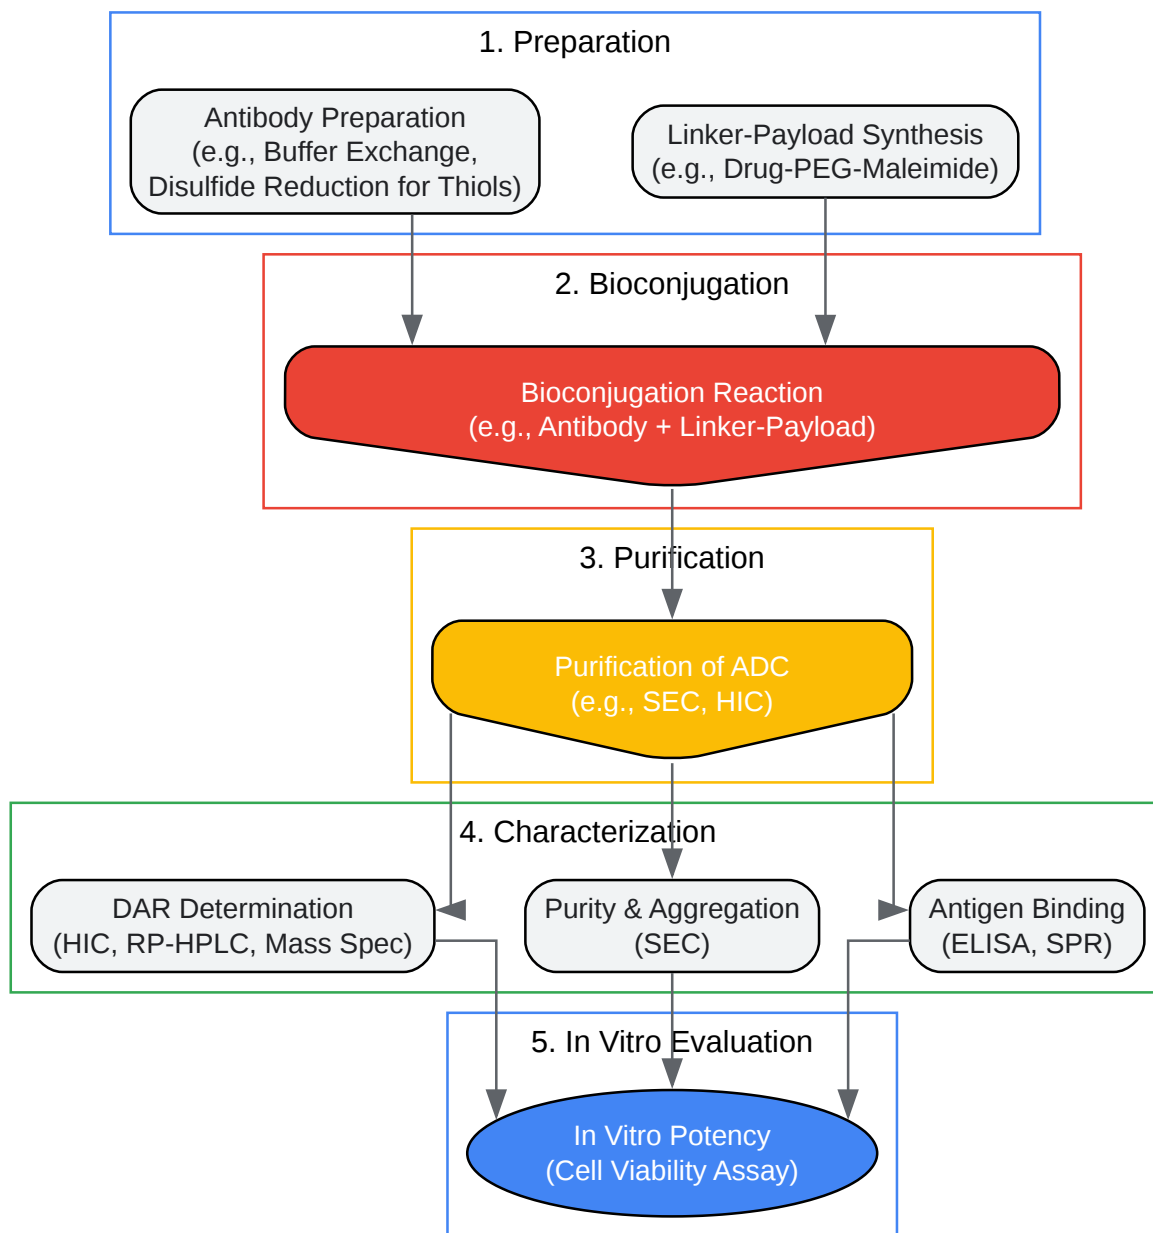 1. Preparation
Antibody Preparation
(e.g., Buffer Exchange,
Disulfide Reduction for Thiols)
Linker-Payload Synthesis
(e.g., Drug-PEG-Maleimide)
2. Bioconjugation
Bioconjugation Reaction
(e.g., Antibody + Linker-Payload)
3. Purification
Purification of ADC
(e.g., SEC, HIC)
4. Characterization
DAR Determination
(HIC, RP-HPLC, Mass Spec)
Purity & Aggregation
(SEC)
Antigen Binding
(ELISA, SPR)
5. In Vitro Evaluation
In Vitro Potency
(Cell Viability Assay)